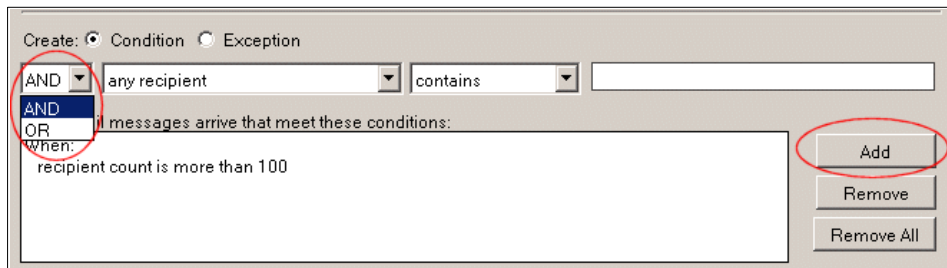 Create: Condition Exception
AND any recipient contains
AND
OR
il messages arrive that meet these conditions:
When:
recipient count is more than 100
Add
Remove
Remove All